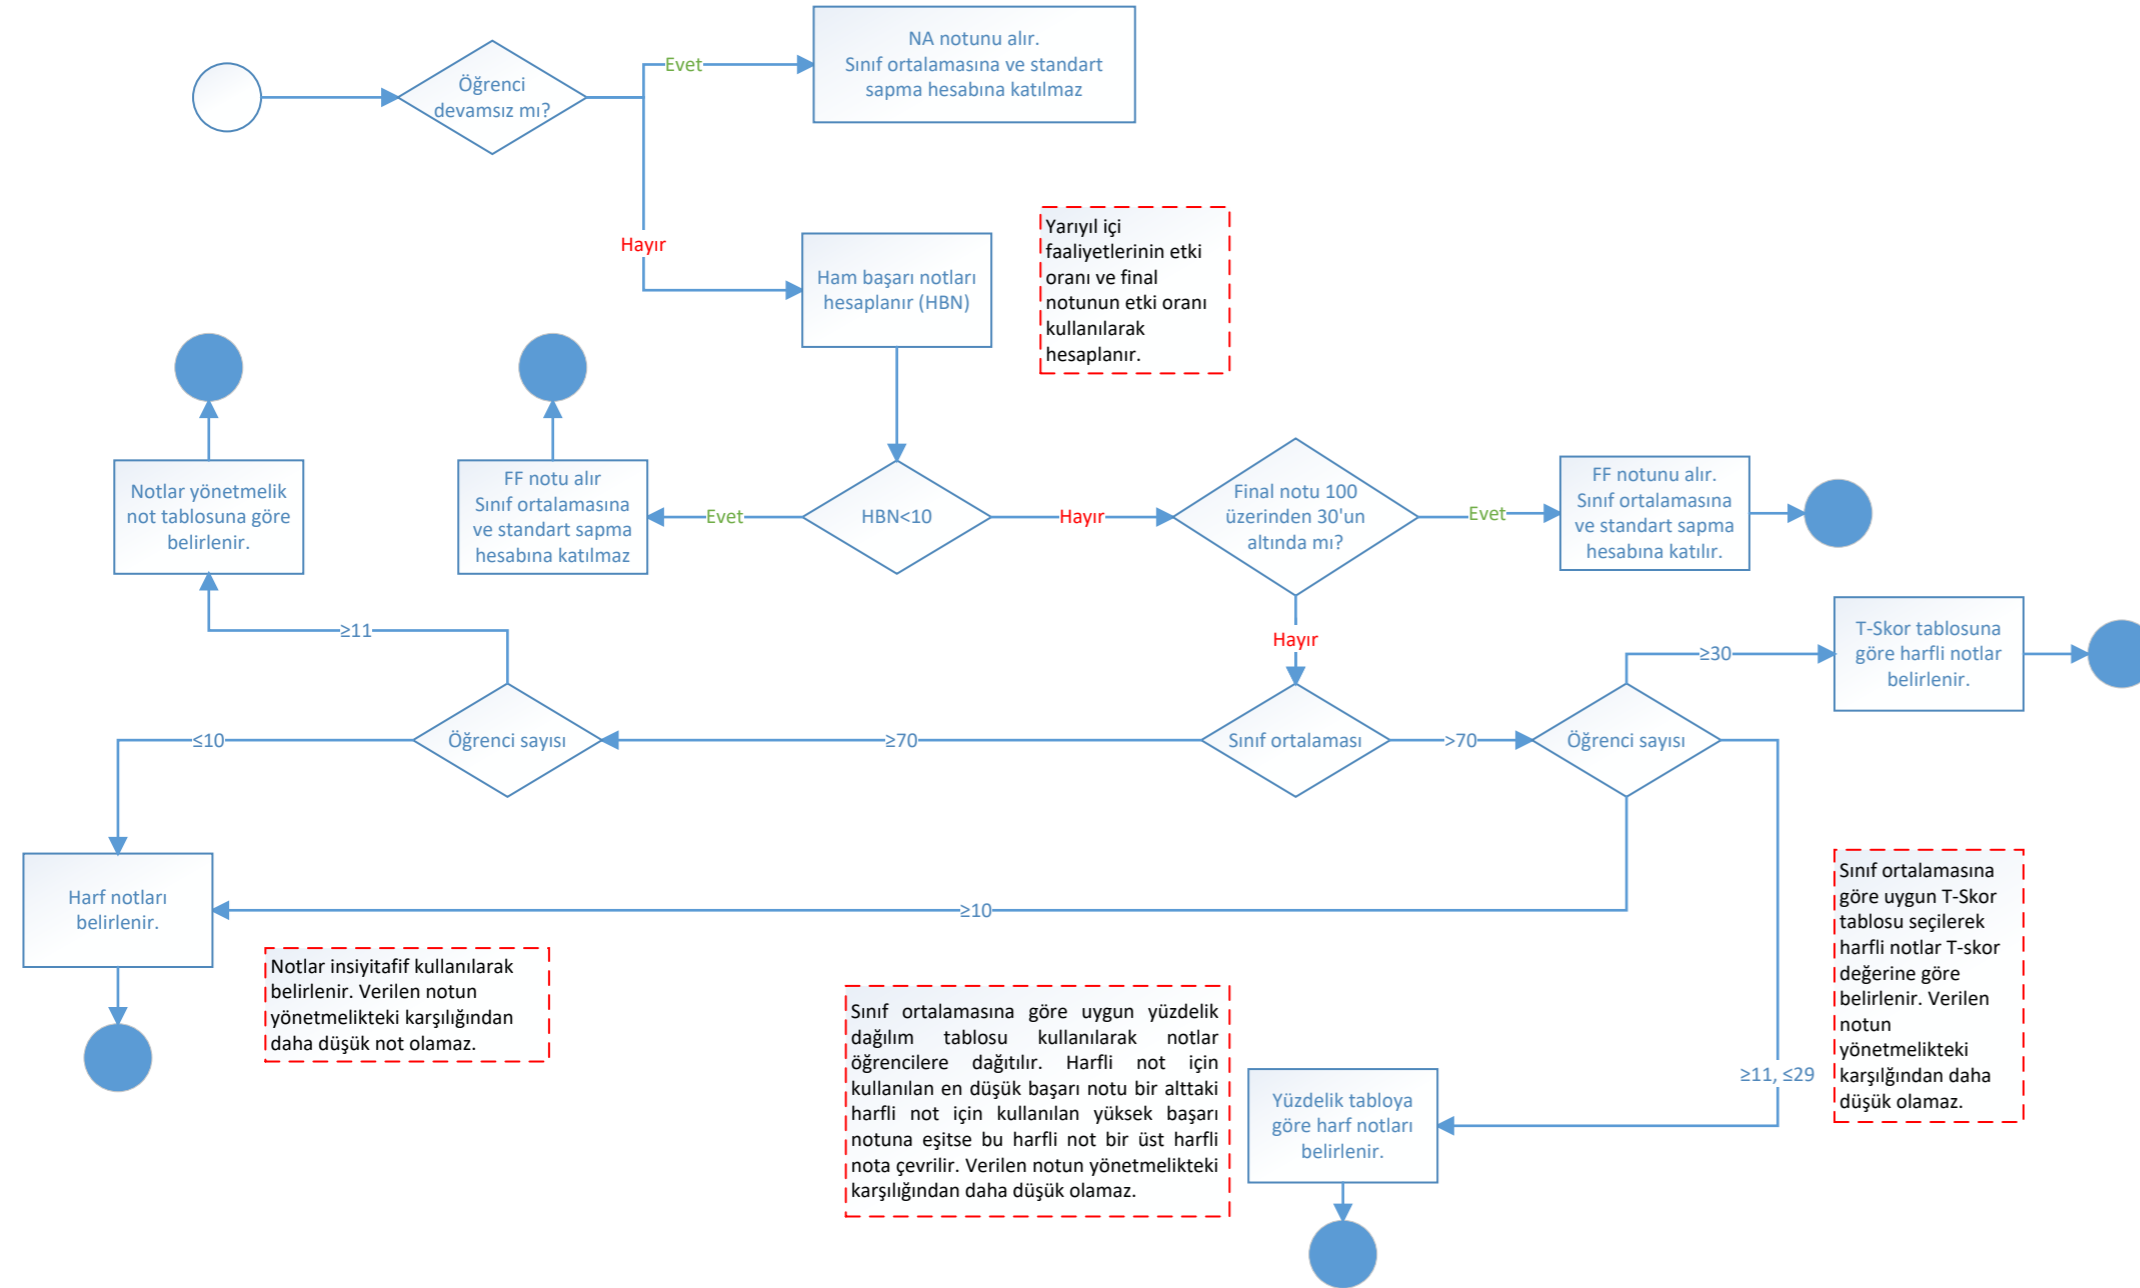 Öğrenci
devamsız mı?
Evet
NA notunu alır.
Sınıf ortalamasına ve standart
sapma hesabına katılmaz
Hayır
Ham başarı notları
hesaplanır (HBN)
Yarıyıl içi
faaliyetlerinin etki
oranı ve final
notunun etki oranı
kullanılarak
hesaplanır.
Notlar yönetmelik
not tablosuna göre
belirlenir.
FF notu alır
Sınıf ortalamasına
ve standart sapma
hesabına katılmaz
Evet
HBN<10
Hayır
Final notu 100
üzerinden 30'un
altında mı?
Evet
FF notunu alır.
Sınıf ortalamasına
ve standart sapma
hesabına katılır.
≥11
Hayır
≥30
T-Skor tablosuna
göre harfli notlar
belirlenir.
≤10
Öğrenci sayısı
≥70
Sınıf ortalaması
>70
Öğrenci sayısı
Harf notları
belirlenir.
≥10
Notlar insiyitafif kullanılarak
belirlenir. Verilen notun
yönetmelikteki karşılığından
daha düşük not olamaz.
Sınıf ortalamasına göre uygun yüzdelik
dağılım tablosu kullanılarak notlar
öğrencilere dağıtılır. Harfli not için
kullanılan en düşük başarı notu bir alttaki
harfli not için kullanılan yüksek başarı
notuna eşitse bu harfli not bir üst harfli
nota çevrilir. Verilen notun yönetmelikteki
karşılığından daha düşük olamaz.
Yüzdelik tabloya
göre harf notları
belirlenir.
≥11, ≤29
Sınıf ortalamasına
göre uygun T-Skor
tablosu seçilerek
harfli notlar T-skor
değerine göre
belirlenir. Verilen
notun
yönetmelikteki
karşılğından daha
düşük olamaz.